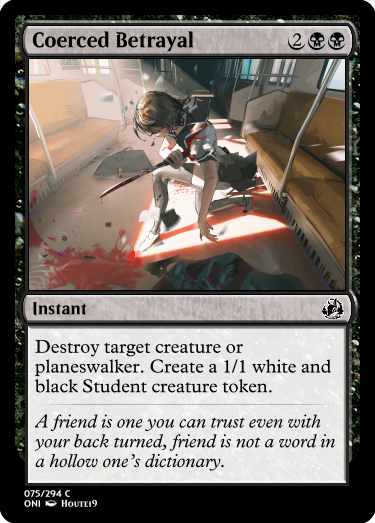 Coerced Betrayal 2
Instant
Destroy target creature or
planeswalker. Create a 1/1 white and
black Student creature token.
A friend is one you can trust even with
your back turned, friend is not a word in
a hollow one's dictionary.
075/294 C
ONI Houtei9